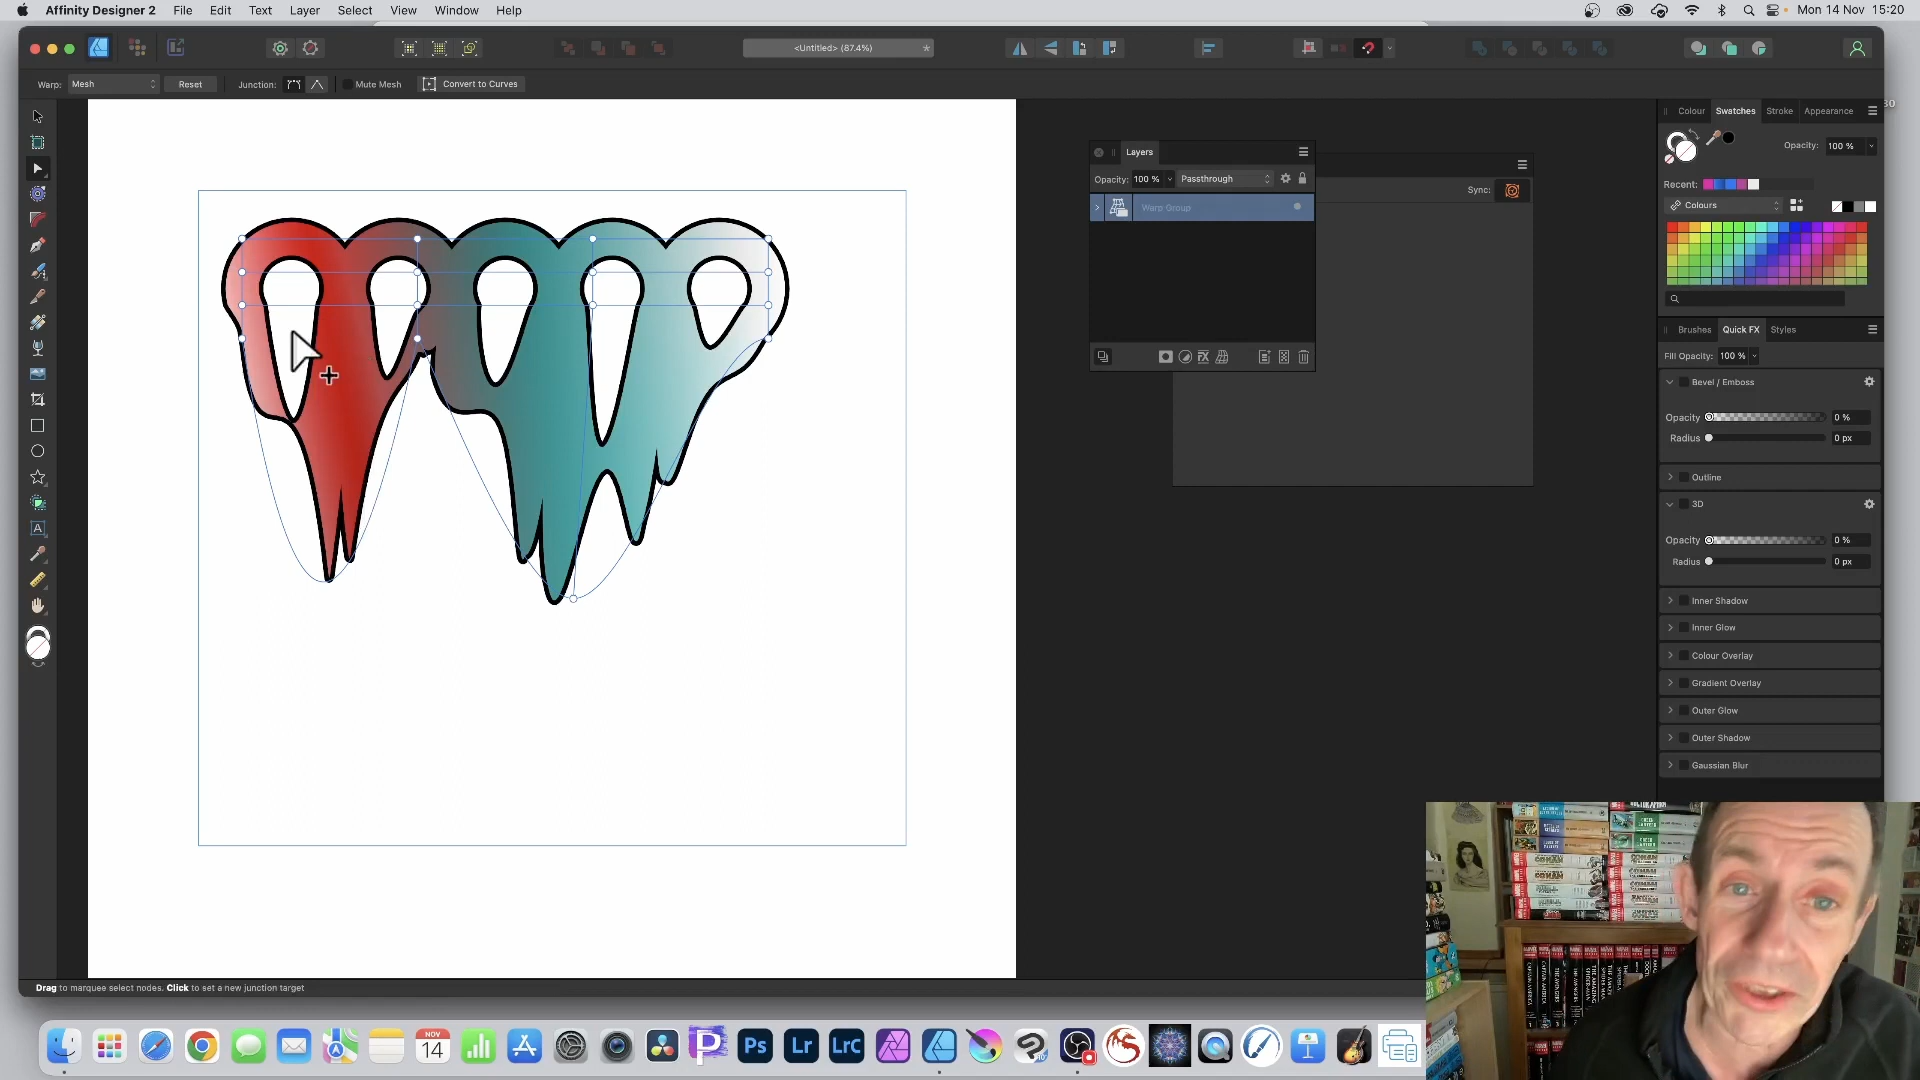 Affinity Designer 2 File Edit Text Layer Select View Window Help Mon 14 Nov 15:20
<Untitled> (87.4%) *
Warp: Mesh Reset Junction: Mute Mesh Convert to Curves
Colour Swatches Stroke Appearance
Opacity: 100 %
Recent:
Colours
Layers
Opacity: 100 % Passthrough
Warp Group
Sync:
Brushes Quick FX Styles
Fill Opacity: 100 %
Bevel / Emboss
Opacity 0 %
Radius 0 px
Outline
3D
Opacity 0 %
Radius 0 px
Inner Shadow
Inner Glow
Colour Overlay
Gradient Overlay
Outer Glow
Outer Shadow
Gaussian Blur
Drag to marquee select nodes. Click to set a new junction target
NOV
14
Ps
Lr
LrC